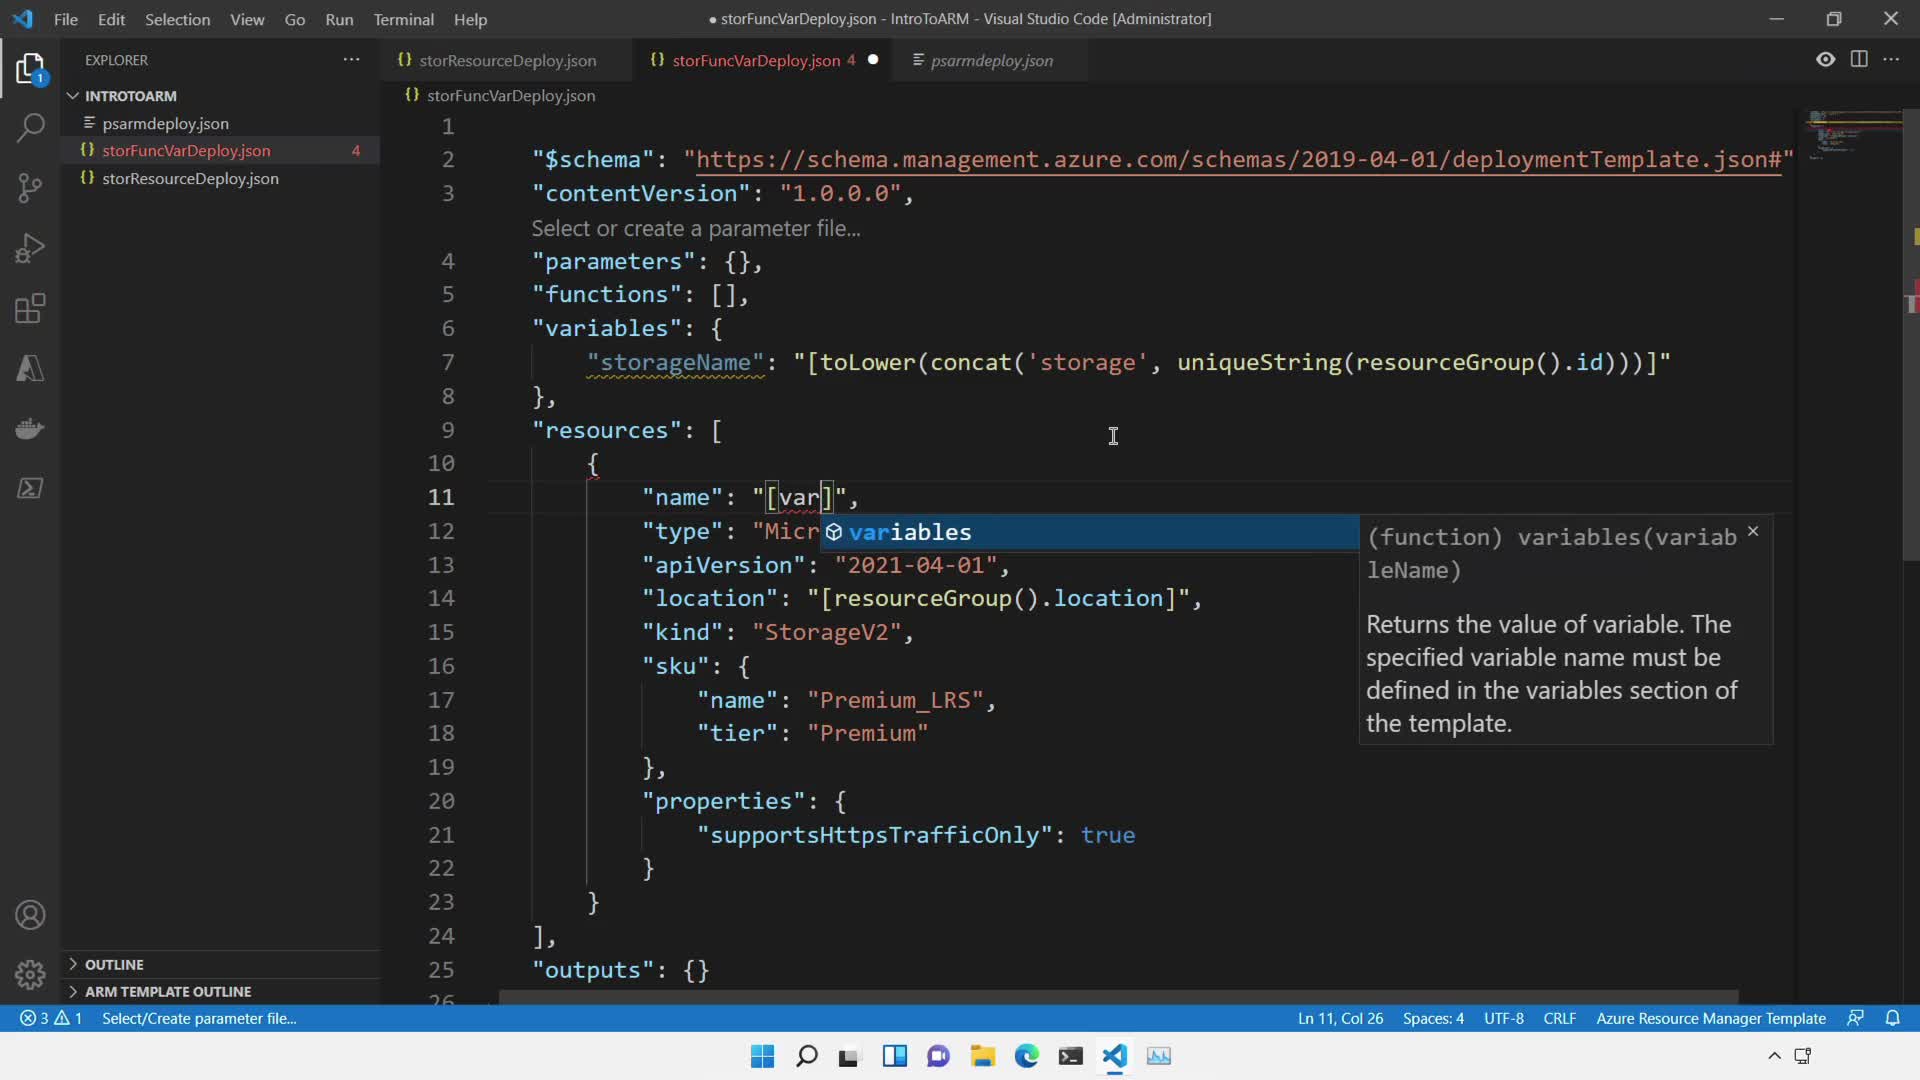 File Edit Selection View Go Run Terminal Help
● storFuncVarDeploy.json - IntroToARM - Visual Studio Code [Administrator]
EXPLORER
INTROTOARM
psarmdeploy.json
storFuncVarDeploy.json 4
storResourceDeploy.json
OUTLINE
ARM TEMPLATE OUTLINE
1
storResourceDeploy.json
storFuncVarDeploy.json 4
psarmdeploy.json
storFuncVarDeploy.json
1
2 "$schema": "https://schema.management.azure.com/schemas/2019-04-01/deploymentTemplate.json#"
3 "contentVersion": "1.0.0.0",
Select or create a parameter file...
4 "parameters": {},
5 "functions": [],
6 "variables": {
7 "storageName": "[toLower(concat('storage', uniqueString(resourceGroup().id)))]"
8 },
9 "resources": [
10 {
11 "name": "[var]",
12 "type": "Micr
variables
(function) variables(variab
leName)
Returns the value of variable. The
specified variable name must be
defined in the variables section of
the template.
13 "apiVersion": "2021-04-01",
14 "location": "[resourceGroup().location]",
15 "kind": "StorageV2",
16 "sku": {
17 "name": "Premium_LRS",
18 "tier": "Premium"
19 },
20 "properties": {
21 "supportsHttpsTrafficOnly": true
22 }
23 }
24 ],
25 "outputs": {}
26
3 1 Select/Create parameter file... Ln 11, Col 26 Spaces: 4 UTF-8 CRLF Azure Resource Manager Template